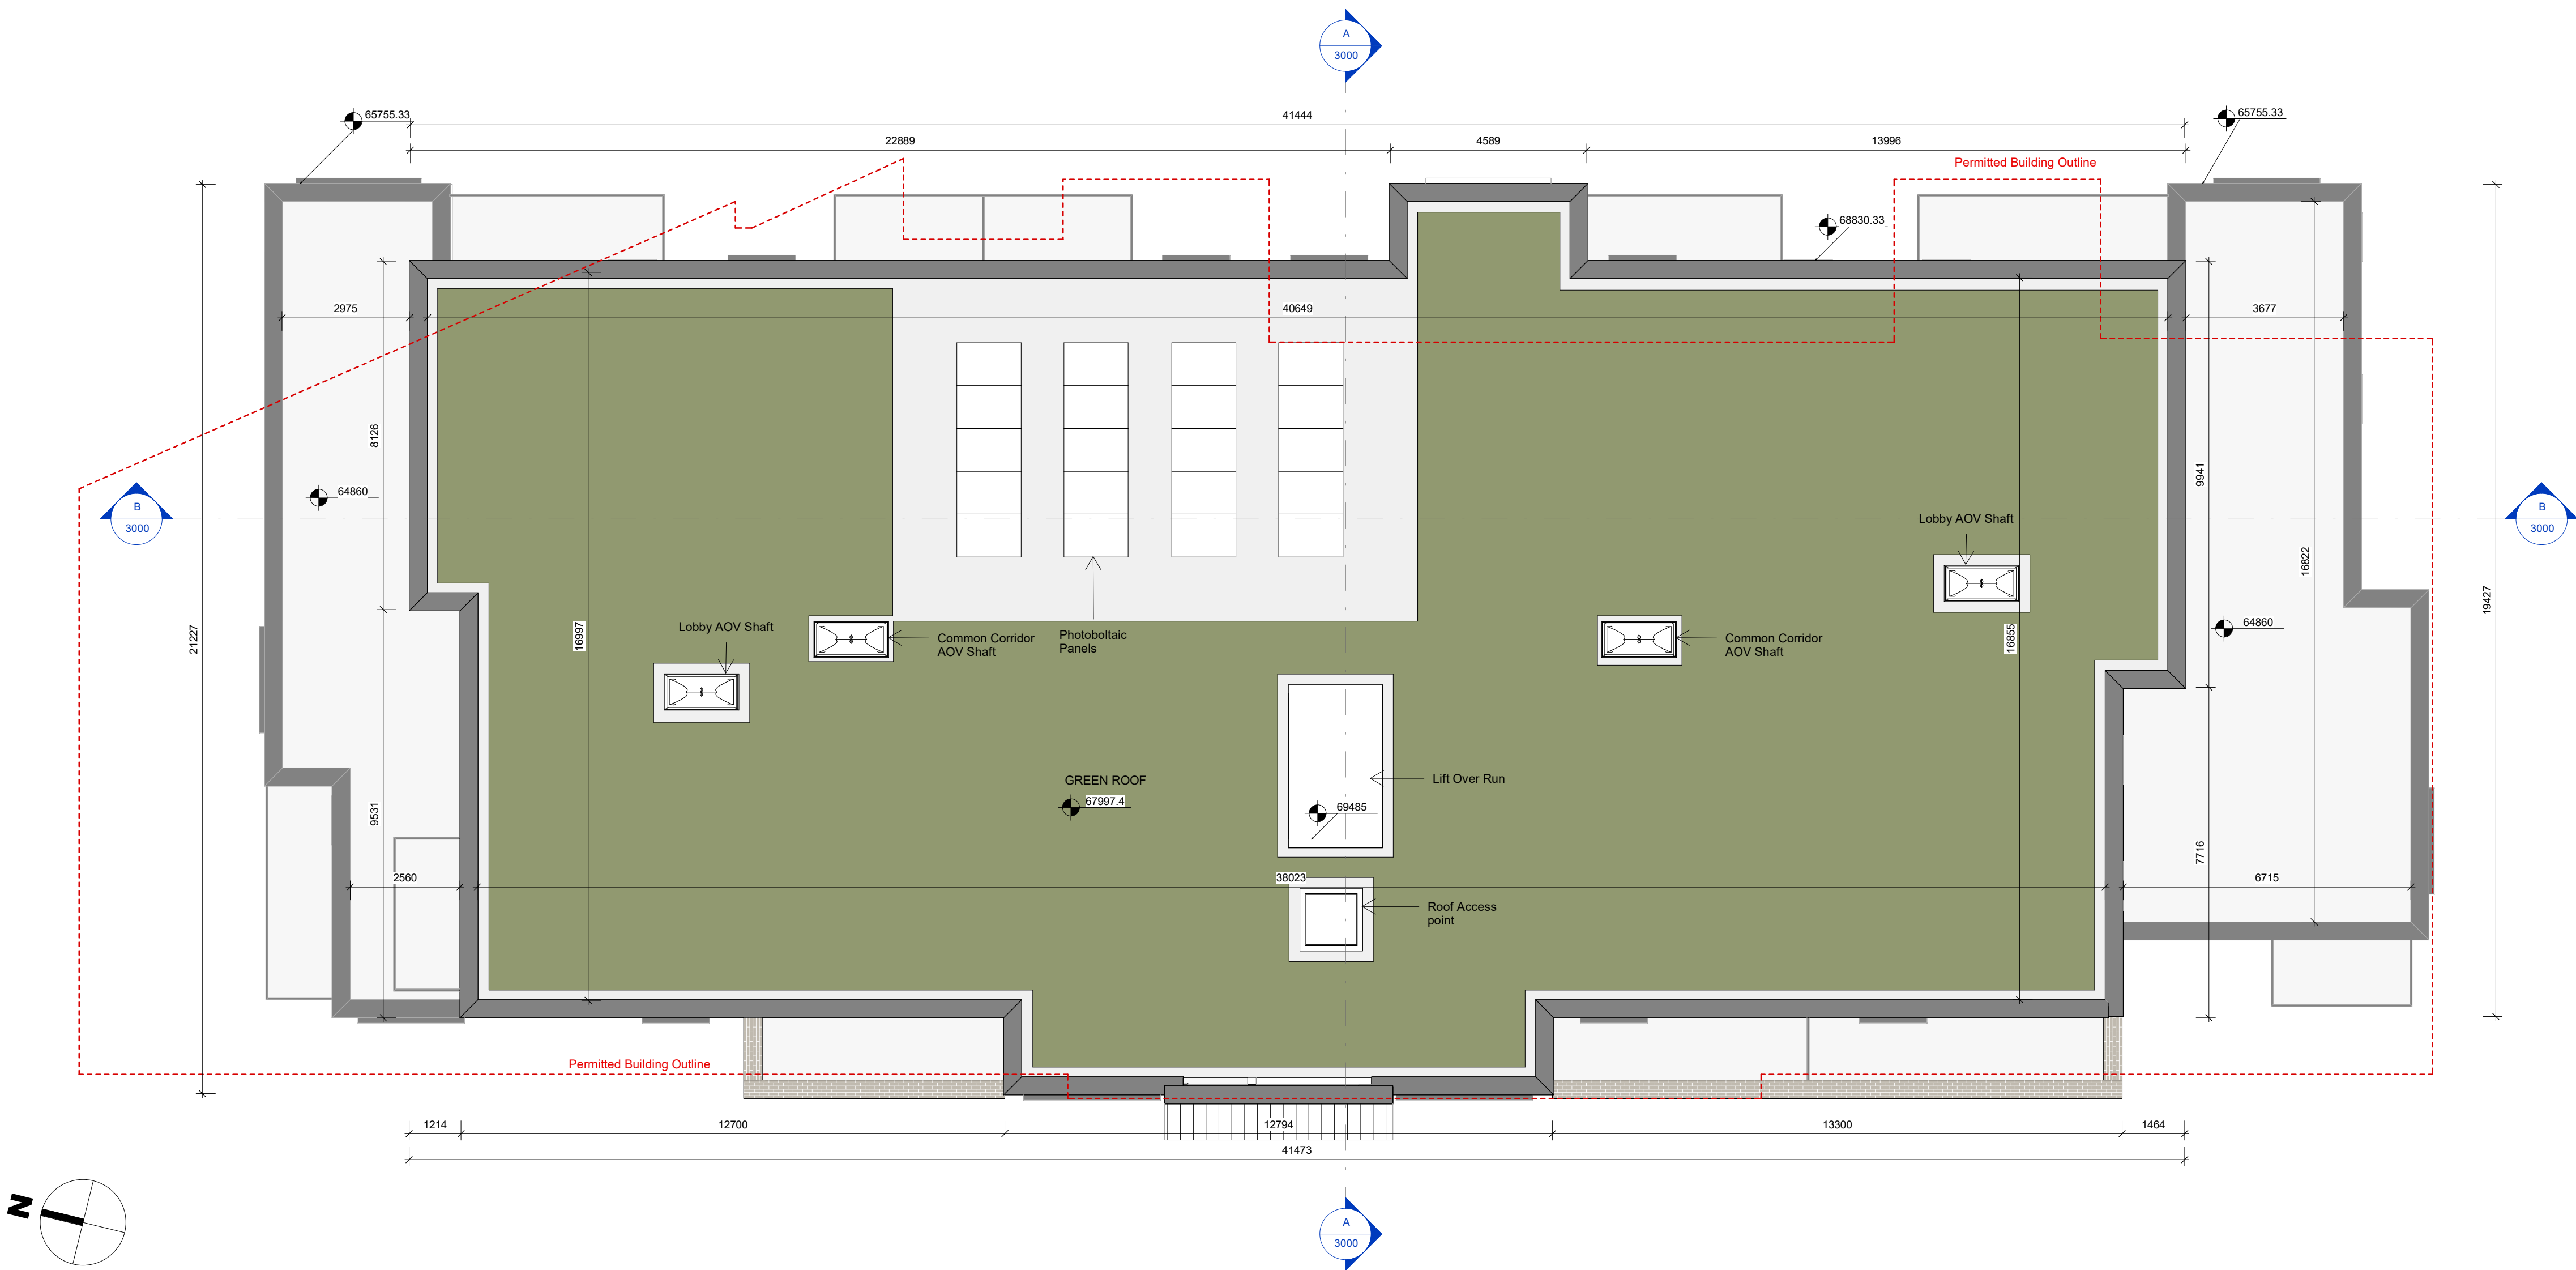 A
3000
65755.33
41444
65755.33
22889
4589
13996
Permitted Building Outline
68830.33
2975
40649
3677
8126
9941
64860
B
3000
Lobby AOV Shaft
B
3000
16822
19427
21227
16997
Lobby AOV Shaft
Common Corridor
AOV Shaft
Photoboltaic
Panels
Common Corridor
AOV Shaft
16855
64860
GREEN ROOF
67997.4
Lift Over Run
69485
9531
7716
2560
38023
6715
Roof Access
point
Permitted Building Outline
1214
12700
12794
13300
1464
41473
N
A
3000